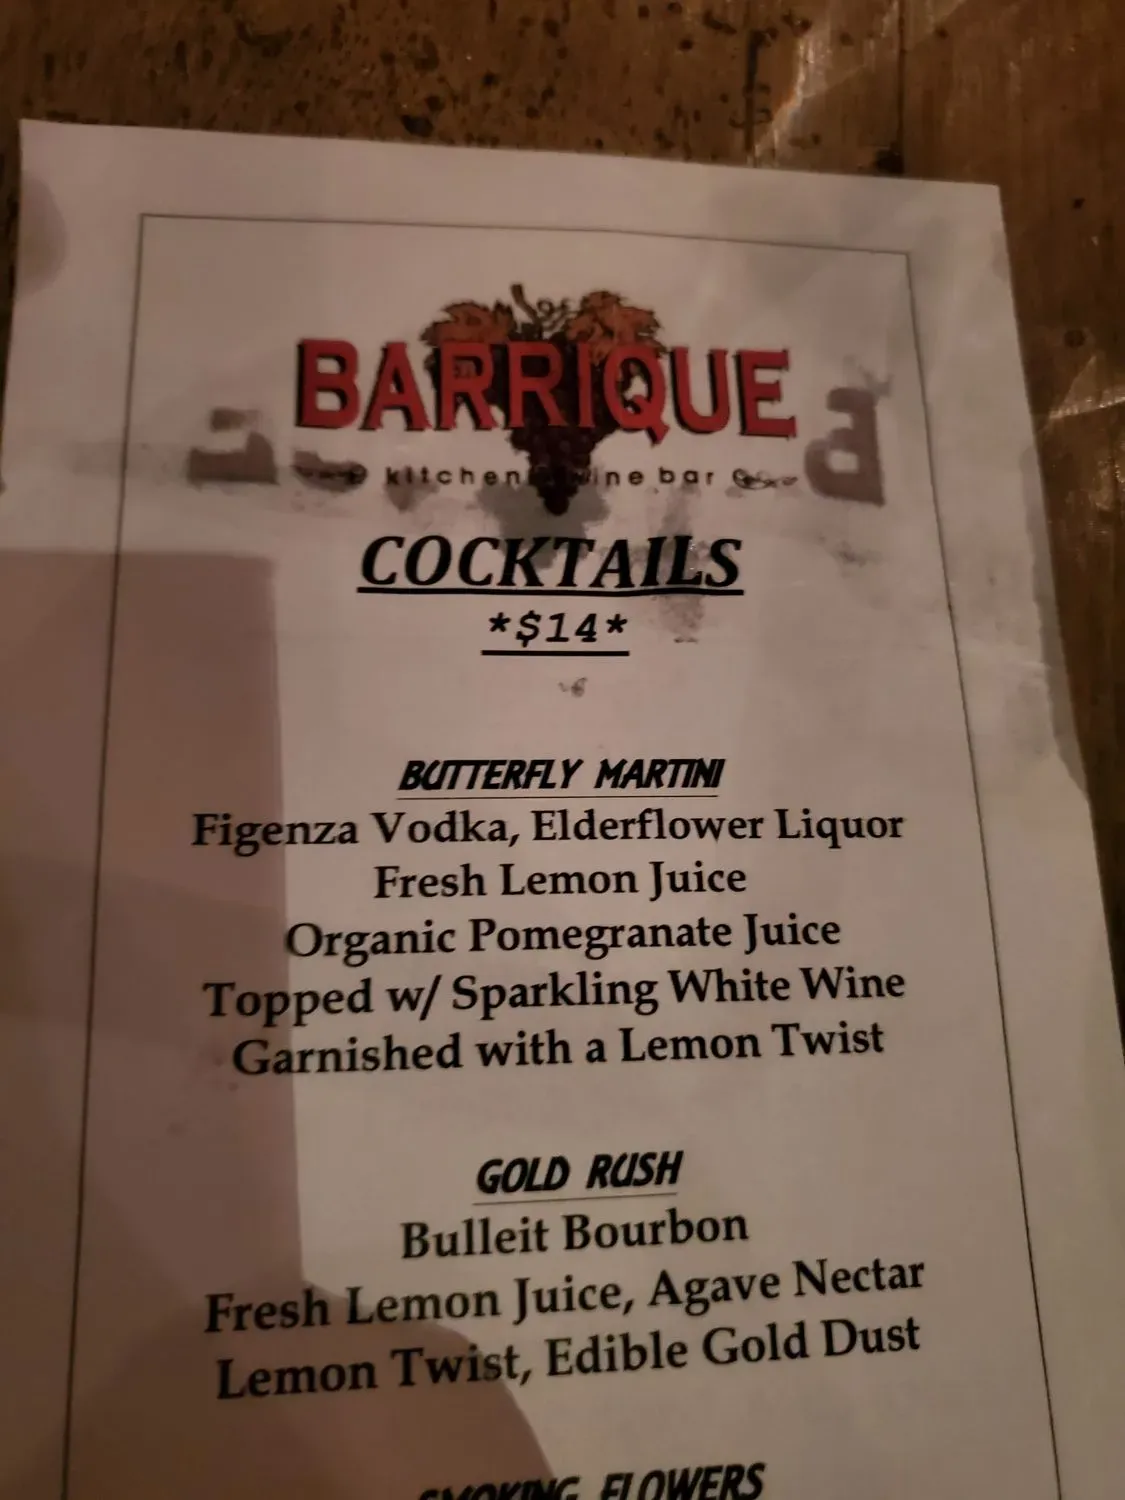 BARRIQUE
kitchen wine bar
COCKTAILS
*$14*
BUTTERFLY MARTINI
Figenza Vodka, Elderflower Liquor
Fresh Lemon Juice
Organic Pomegranate Juice
Topped w/ Sparkling White Wine
Garnished with a Lemon Twist
GOLD RUSH
Bulleit Bourbon
Fresh Lemon Juice, Agave Nectar
Lemon Twist, Edible Gold Dust
SMOKING FLOWERS